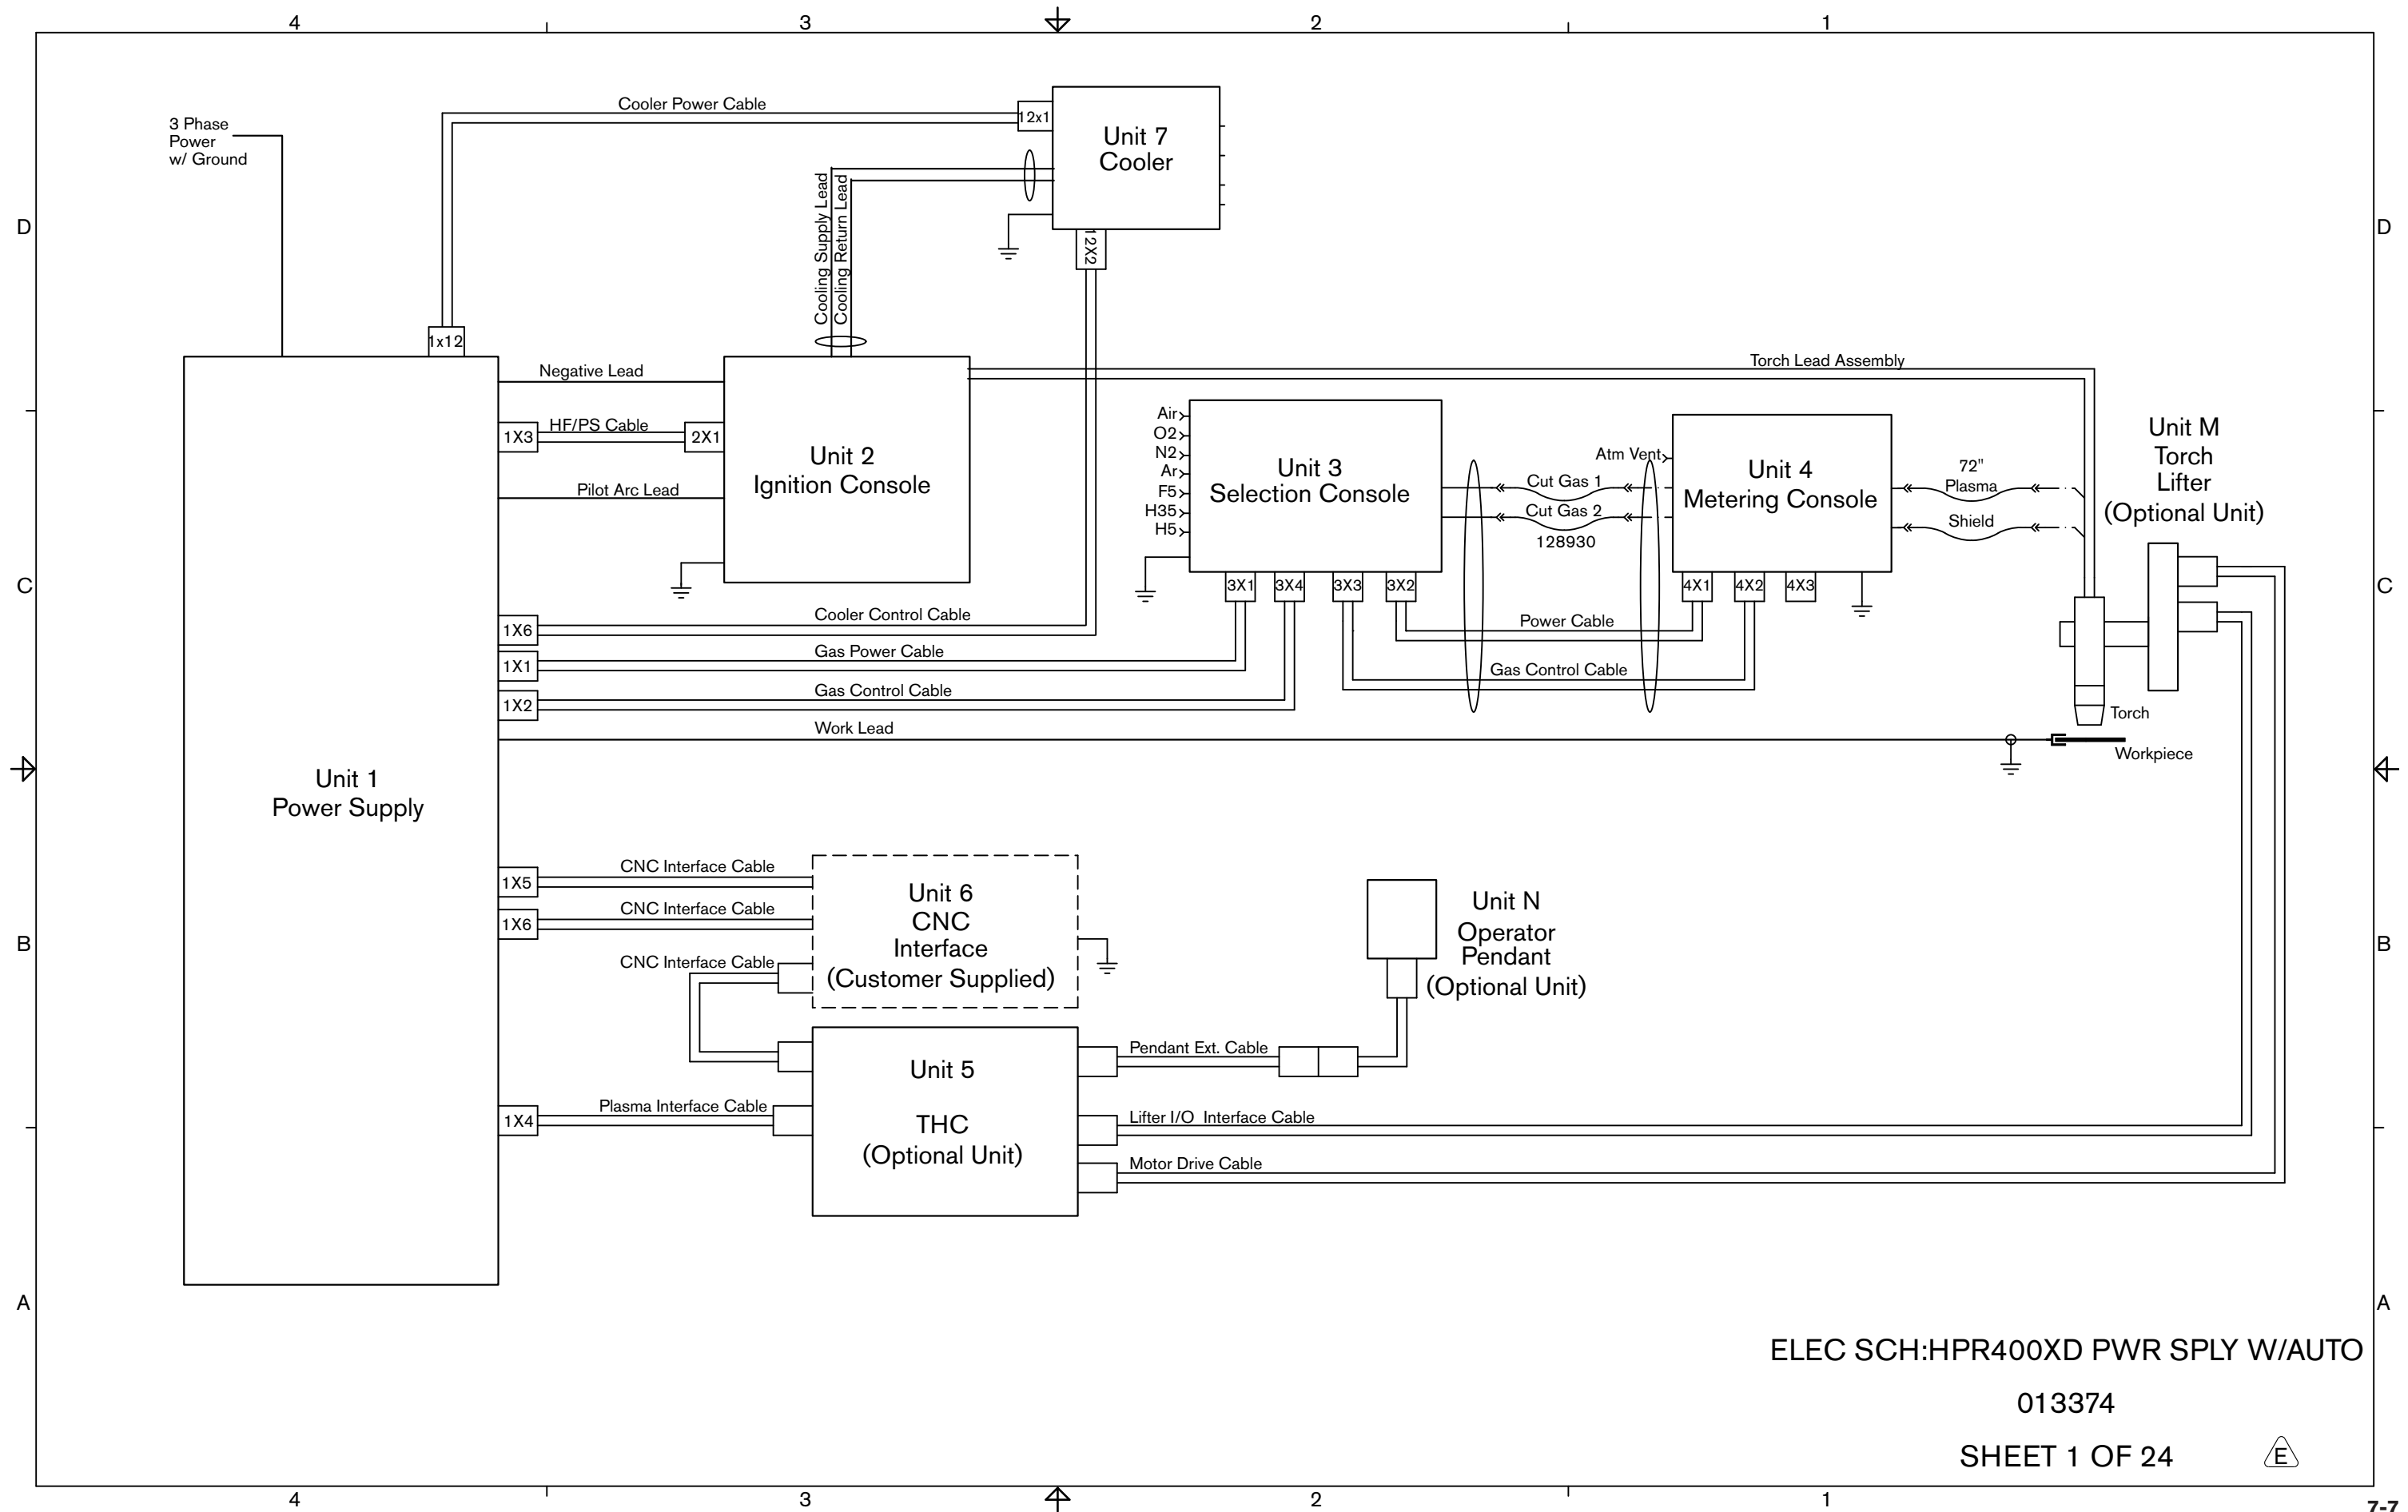 4
3
2
1
3 Phase
Power
w/ Ground
Cooler Power Cable
12x1
Unit 7
Cooler
Cooling Supply Lead
Cooling Return Lead
12X2
D
D
1x12
Negative Lead
HF/PS Cable
1X3
2X1
Pilot Arc Lead
Unit 2
Ignition Console
Torch Lead Assembly
Air
O2
N2
Ar
F5
H35
H5
Unit 3
Selection Console
Atm Vent
Cut Gas 1
Cut Gas 2
128930
Unit 4
Metering Console
72"
Plasma
Shield
Unit M
Torch
Lifter
(Optional Unit)
C
C
3X1
3X4
3X3
3X2
4X1
4X2
4X3
1X6
Cooler Control Cable
Power Cable
1X1
Gas Power Cable
Gas Control Cable
1X2
Gas Control Cable
Work Lead
Torch
Workpiece
Unit 1
Power Supply
1X5
CNC Interface Cable
1X6
CNC Interface Cable
CNC Interface Cable
Unit 6
CNC
Interface
(Customer Supplied)
Unit N
Operator
Pendant
(Optional Unit)
B
B
Unit 5
THC
(Optional Unit)
Pendant Ext. Cable
1X4
Plasma Interface Cable
Lifter I/O Interface Cable
Motor Drive Cable
A
A
ELEC SCH:HPR400XD PWR SPLY W/AUTO
013374
SHEET 1 OF 24
E
4
3
2
1
7-7